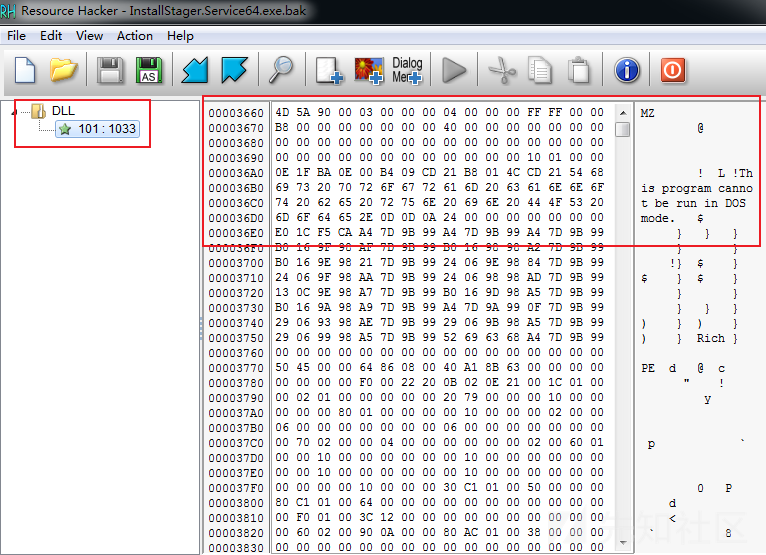 Resource Hacker - InstallStager.Service64.exe.bak
File Edit View Action Help
AS
Dialog
Men
DLL
101 : 1033
00003660 4D 5A 90 00 03 00 00 00 04 00 00 00 FF FF 00 00 MZ
00003670 B8 00 00 00 00 00 00 00 40 00 00 00 00 00 00 00 @
00003680 00 00 00 00 00 00 00 00 00 00 00 00 00 00 00 00
00003690 00 00 00 00 00 00 00 00 00 00 00 00 10 01 00 00
000036A0 0E 1F BA 0E 00 B4 09 CD 21 B8 01 4C CD 21 54 68 ! L !Th
000036B0 69 73 20 70 72 6F 67 72 61 6D 20 63 61 6E 6E 6F is program canno
000036C0 74 20 62 65 20 72 75 6E 20 69 6E 20 44 4F 53 20 t be run in DOS
000036D0 6D 6F 64 65 2E 0D 0D 0A 24 00 00 00 00 00 00 00 mode. $
000036E0 E0 1C F5 CA A4 7D 9B 99 A4 7D 9B 99 A4 7D 9B 99 } } }
000036F0 B0 16 9F 98 AF 7D 9B 99 B0 16 98 98 A2 7D 9B 99 } }
00003700 B0 16 9E 98 21 7D 9B 99 24 06 9E 98 84 7D 9B 99 !} $ }
00003710 24 06 9F 98 AA 7D 9B 99 24 06 98 98 AD 7D 9B 99 $ } $ }
00003720 13 0C 9E 98 A7 7D 9B 99 B0 16 9D 98 A5 7D 9B 99 } }
00003730 B0 16 9A 98 A9 7D 9B 99 A4 7D 9A 99 0F 7D 9B 99 } } }
00003740 29 06 93 98 AE 7D 9B 99 29 06 9B 98 A5 7D 9B 99 ) } ) }
00003750 29 06 99 98 A5 7D 9B 99 52 69 63 68 A4 7D 9B 99 ) } Rich }
00003760 00 00 00 00 00 00 00 00 00 00 00 00 00 00 00 00
00003770 50 45 00 00 64 86 08 00 40 A1 8B 63 00 00 00 00 PE d @ c
00003780 00 00 00 00 F0 00 22 20 0B 02 0E 21 00 1C 01 00 " !
00003790 00 02 01 00 00 00 00 00 20 79 00 00 00 10 00 00 y
000037A0 00 00 00 80 01 00 00 00 00 10 00 00 00 02 00 00
000037B0 06 00 00 00 00 00 00 00 06 00 00 00 00 00 00 00
000037C0 00 70 02 00 00 04 00 00 00 00 00 00 02 00 60 01 p `
000037D0 00 00 10 00 00 00 00 00 00 10 00 00 00 00 00 00
000037E0 00 00 10 00 00 00 00 00 00 10 00 00 00 00 00 00
000037F0 00 00 00 00 10 00 00 00 30 C1 01 00 50 00 00 00 0 P
00003800 80 C1 01 00 64 00 00 00 00 00 00 00 00 00 00 00 d
00003810 00 F0 01 00 3C 12 00 00 00 00 00 00 00 00 00 00 <
00003820 00 60 02 00 90 0A 00 00 80 AC 01 00 38 00 00 00 ` 8
00003830 00 00 00 00 00 00 00 00 00 00 00 00 00 00 00 00